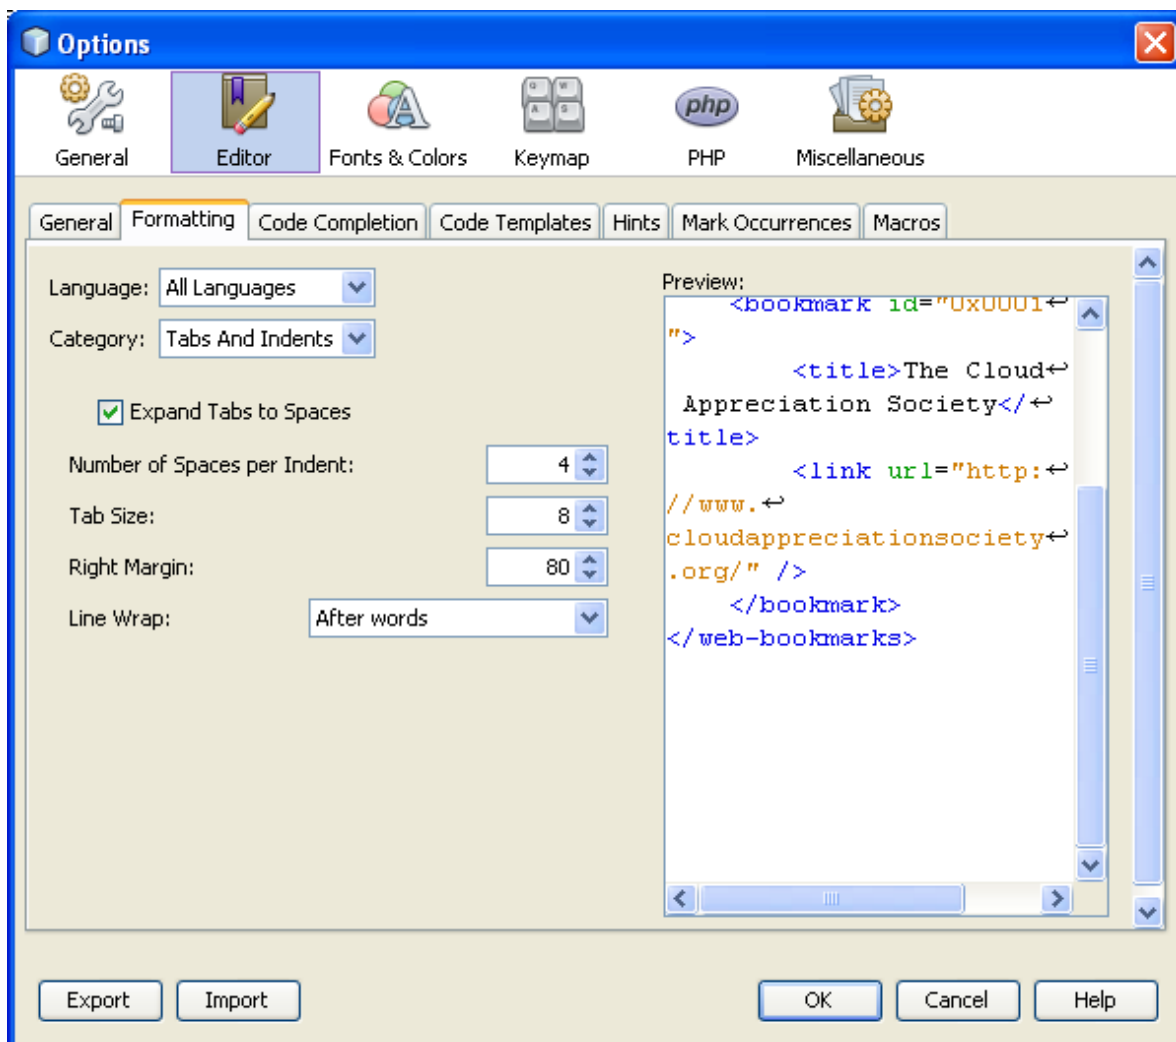 Options
General
Editor
Fonts & Colors
Keymap
PHP
Miscellaneous
General
Formatting
Code Completion
Code Templates
Hints
Mark Occurrences
Macros
Language: All Languages
Category: Tabs And Indents
Expand Tabs to Spaces
Number of Spaces per Indent: 4
Tab Size: 8
Right Margin: 80
Line Wrap: After words
Preview:
    <bookmark id="0x0001↩
">
        <title>The Cloud↩
 Appreciation Society</↩
title>
        <link url="http:↩
//www.↩
cloudappreciationsociety↩
.org/" />
    </bookmark>
</web-bookmarks>
Export
Import
OK
Cancel
Help